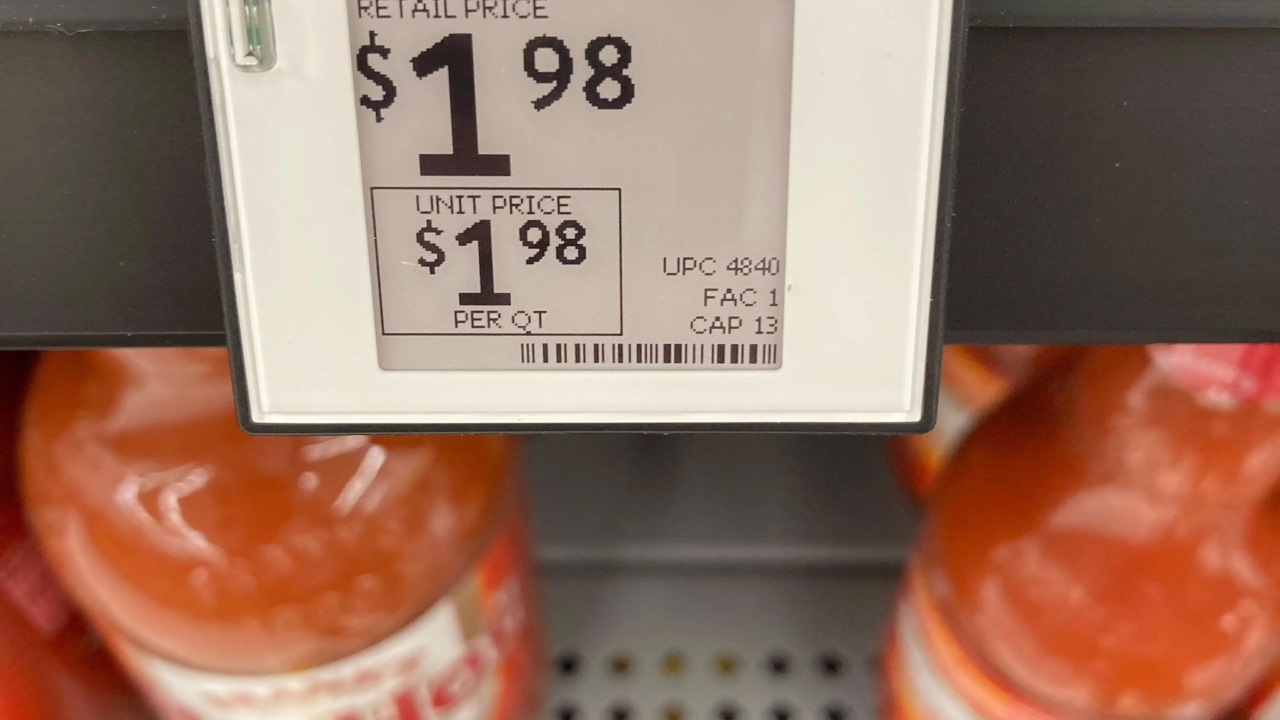 RETAIL PRICE
$1 98
UNIT PRICE
$1 98
PER QT
UPC 4840
FAC 1
CAP 13